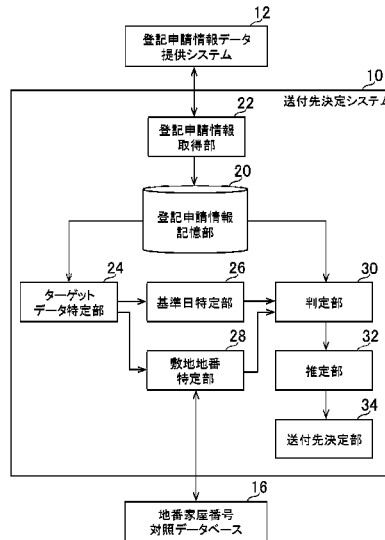 12
登記申請情報データ
提供システム
10
送付先決定システム
22
登記申請情報
取得部
20
登記申請情報
記憶部
24
ターゲット
データ特定部
26
基準日特定部
30
判定部
28
敷地地番
特定部
32
推定部
34
送付先決定部
16
地番家屋番号
対照データベース